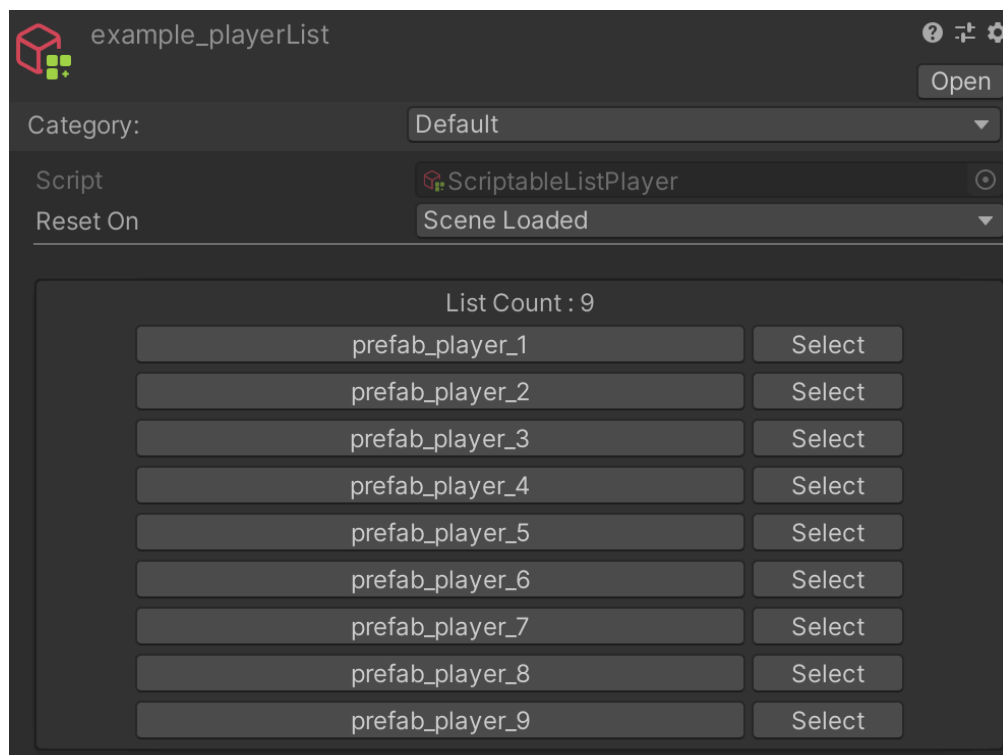 example_playerList
Open
Category: Default
Script ScriptableListPlayer
Reset On Scene Loaded
List Count : 9
prefab_player_1 Select
prefab_player_2 Select
prefab_player_3 Select
prefab_player_4 Select
prefab_player_5 Select
prefab_player_6 Select
prefab_player_7 Select
prefab_player_8 Select
prefab_player_9 Select